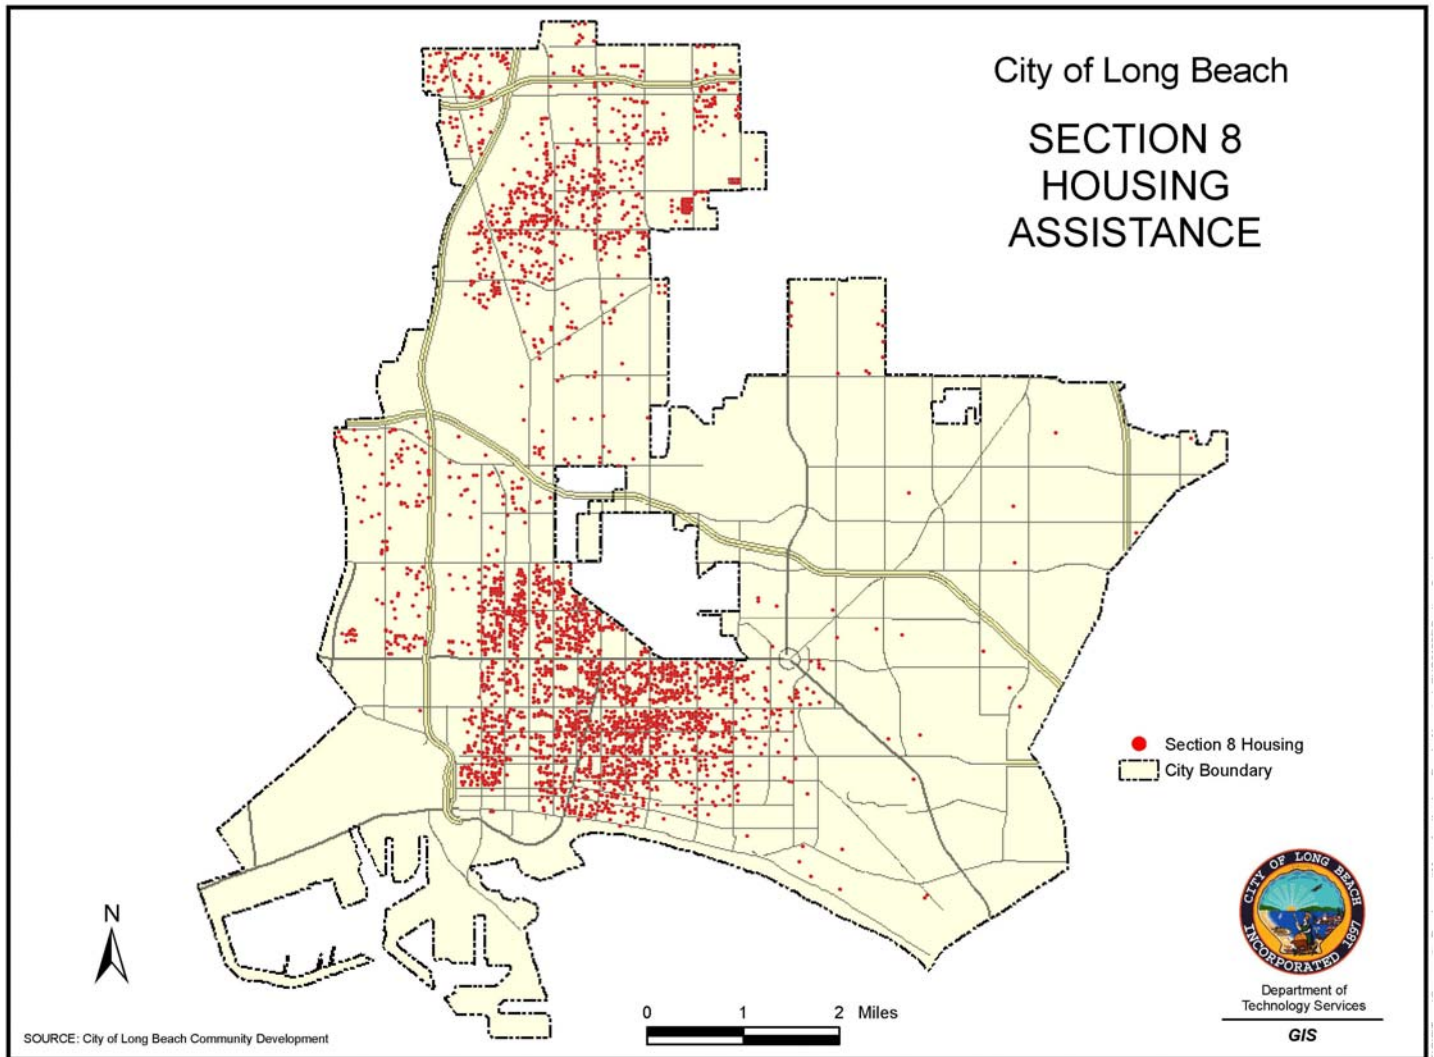 City of Long Beach
SECTION 8
HOUSING
ASSISTANCE
Section 8 Housing
City Boundary
N
CITY OF LONG BEACH
INCORPORATED 1897
Department of
Technology Services
GIS
0 1 2 Miles
SOURCE: City of Long Beach Community Development